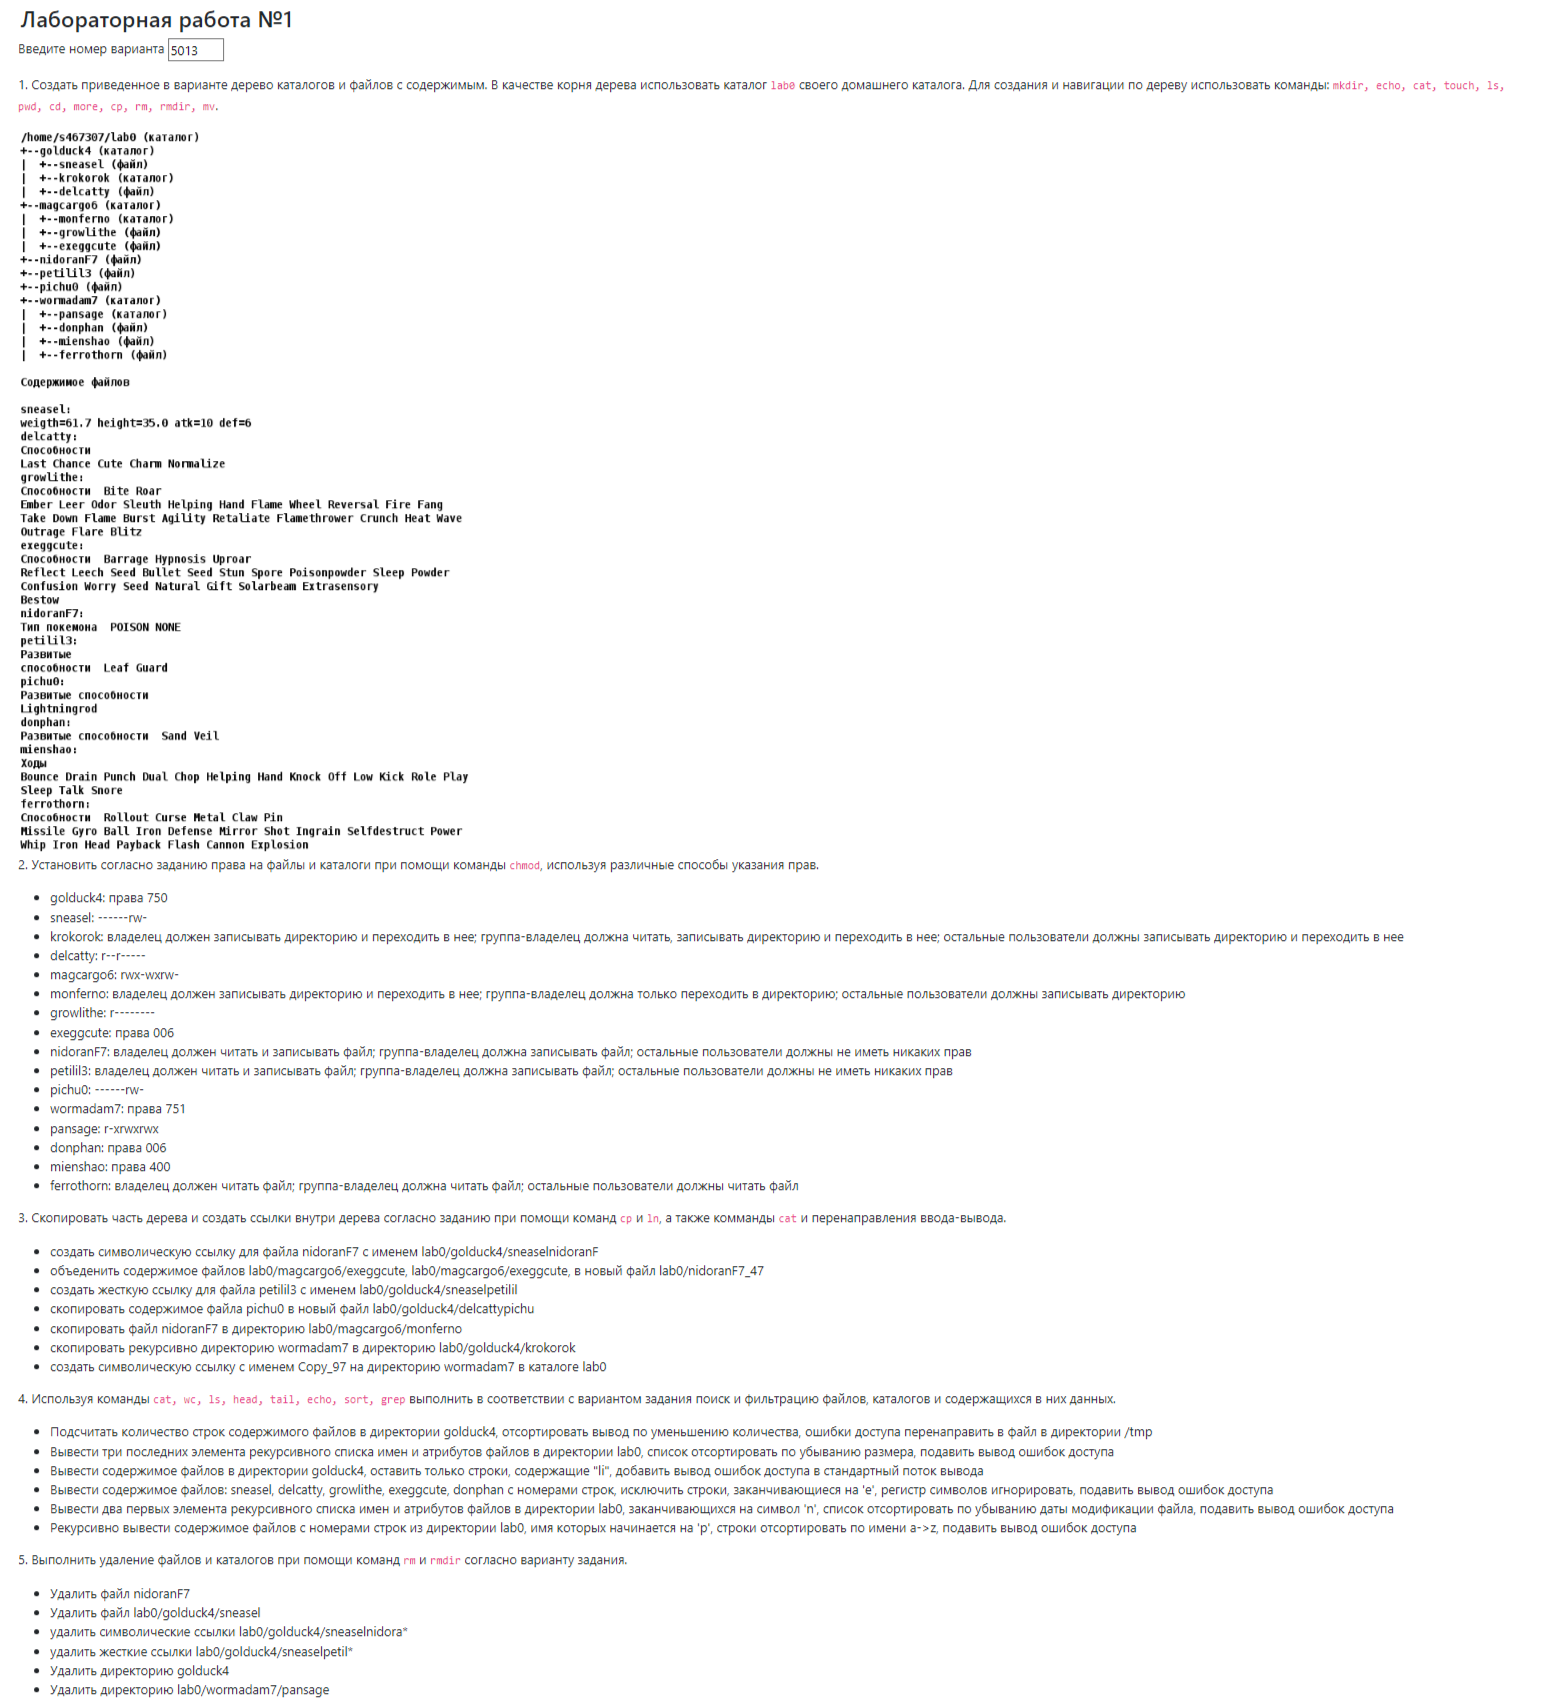 Лабораторная работа №1
Введите номер варианта 5013
1. Создать приведенное в варианте дерево каталогов и файлов с содержимым. В качестве корня дерева использовать каталог lab0 своего домашнего каталога. Для создания и навигации по дереву использовать команды: mkdir, echo, cat, touch, ls,
pwd, cd, more, cp, rm, rmdir, mv.
/home/s467307/lab0 (каталог)
+--golduck4 (каталог)
|  +--sneasel (файл)
|  +--krokorok (каталог)
|  +--delcatty (файл)
+--magcargo6 (каталог)
|  +--monferno (каталог)
|  +--growlithe (файл)
|  +--exeggcute (файл)
+--nidoranF7 (файл)
+--petilil3 (файл)
+--pichu0 (файл)
+--wormadam7 (каталог)
|  +--pansage (каталог)
|  +--donphan (файл)
|  +--mienshao (файл)
|  +--ferrothorn (файл)
Содержимое файлов
sneasel:
weigth=61.7 height=35.0 atk=10 def=6
delcatty:
Способности
Last Chance Cute Charm Normalize
growlithe:
Способности  Bite Roar
Ember Leer Odor Sleuth Helping Hand Flame Wheel Reversal Fire Fang
Take Down Flame Burst Agility Retaliate Flamethrower Crunch Heat Wave
Outrage Flare Blitz
exeggcute:
Способности  Barrage Hypnosis Uproar
Reflect Leech Seed Bullet Seed Stun Spore Poisonpowder Sleep Powder
Confusion Worry Seed Natural Gift Solarbeam Extrasensory
Bestow
nidoranF7:
Тип покемона  POISON NONE
petilil3:
Развитые
способности  Leaf Guard
pichu0:
Развитые способности
Lightningrod
donphan:
Развитые способности  Sand Veil
mienshao:
Ходы
Bounce Drain Punch Dual Chop Helping Hand Knock Off Low Kick Role Play
Sleep Talk Snore
ferrothorn:
Способности  Rollout Curse Metal Claw Pin
Missile Gyro Ball Iron Defense Mirror Shot Ingrain Selfdestruct Power
Whip Iron Head Payback Flash Cannon Explosion
2. Установить согласно заданию права на файлы и каталоги при помощи команды chmod, используя различные способы указания прав.
• golduck4: права 750
• sneasel: ------rw-
• krokorok: владелец должен записывать директорию и переходить в нее; группа-владелец должна читать, записывать директорию и переходить в нее; остальные пользователи должны записывать директорию и переходить в нее
• delcatty: r--r-----
• magcargo6: rwx-wxrw-
• monferno: владелец должен записывать директорию и переходить в нее; группа-владелец должна только переходить в директорию; остальные пользователи должны записывать директорию
• growlithe: r--------
• exeggcute: права 006
• nidoranF7: владелец должен читать и записывать файл; группа-владелец должна записывать файл; остальные пользователи должны не иметь никаких прав
• petilil3: владелец должен читать и записывать файл; группа-владелец должна записывать файл; остальные пользователи должны не иметь никаких прав
• pichu0: ------rw-
• wormadam7: права 751
• pansage: r-xrwxrwx
• donphan: права 006
• mienshao: права 400
• ferrothorn: владелец должен читать файл; группа-владелец должна читать файл; остальные пользователи должны читать файл
3. Скопировать часть дерева и создать ссылки внутри дерева согласно заданию при помощи команд cp и ln, а также комманды cat и перенаправления ввода-вывода.
• создать символическую ссылку для файла nidoranF7 с именем lab0/golduck4/sneaselnidoranF
• объеденить содержимое файлов lab0/magcargo6/exeggcute, lab0/magcargo6/exeggcute, в новый файл lab0/nidoranF7_47
• создать жесткую ссылку для файла petilil3 с именем lab0/golduck4/sneaselpetilil
• скопировать содержимое файла pichu0 в новый файл lab0/golduck4/delcattypichu
• скопировать файл nidoranF7 в директорию lab0/magcargo6/monferno
• скопировать рекурсивно директорию wormadam7 в директорию lab0/golduck4/krokorok
• создать символическую ссылку c именем Copy_97 на директорию wormadam7 в каталоге lab0
4. Используя команды cat, wc, ls, head, tail, echo, sort, grep выполнить в соответствии с вариантом задания поиск и фильтрацию файлов, каталогов и содержащихся в них данных.
• Подсчитать количество строк содержимого файлов в директории golduck4, отсортировать вывод по уменьшению количества, ошибки доступа перенаправить в файл в директории /tmp
• Вывести три последних элемента рекурсивного списка имен и атрибутов файлов в директории lab0, список отсортировать по убыванию размера, подавить вывод ошибок доступа
• Вывести содержимое файлов в директории golduck4, оставить только строки, содержащие "li", добавить вывод ошибок доступа в стандартный поток вывода
• Вывести содержимое файлов: sneasel, delcatty, growlithe, exeggcute, donphan с номерами строк, исключить строки, заканчивающиеся на 'e', регистр символов игнорировать, подавить вывод ошибок доступа
• Вывести два первых элемента рекурсивного списка имен и атрибутов файлов в директории lab0, заканчивающихся на символ 'n', список отсортировать по убыванию даты модификации файла, подавить вывод ошибок доступа
• Рекурсивно вывести содержимое файлов с номерами строк из директории lab0, имя которых начинается на 'p', строки отсортировать по имени a->z, подавить вывод ошибок доступа
5. Выполнить удаление файлов и каталогов при помощи команд rm и rmdir согласно варианту задания.
• Удалить файл nidoranF7
• Удалить файл lab0/golduck4/sneasel
• удалить символические ссылки lab0/golduck4/sneaselnidora*
• удалить жесткие ссылки lab0/golduck4/sneaselpetil*
• Удалить директорию golduck4
• Удалить директорию lab0/wormadam7/pansage